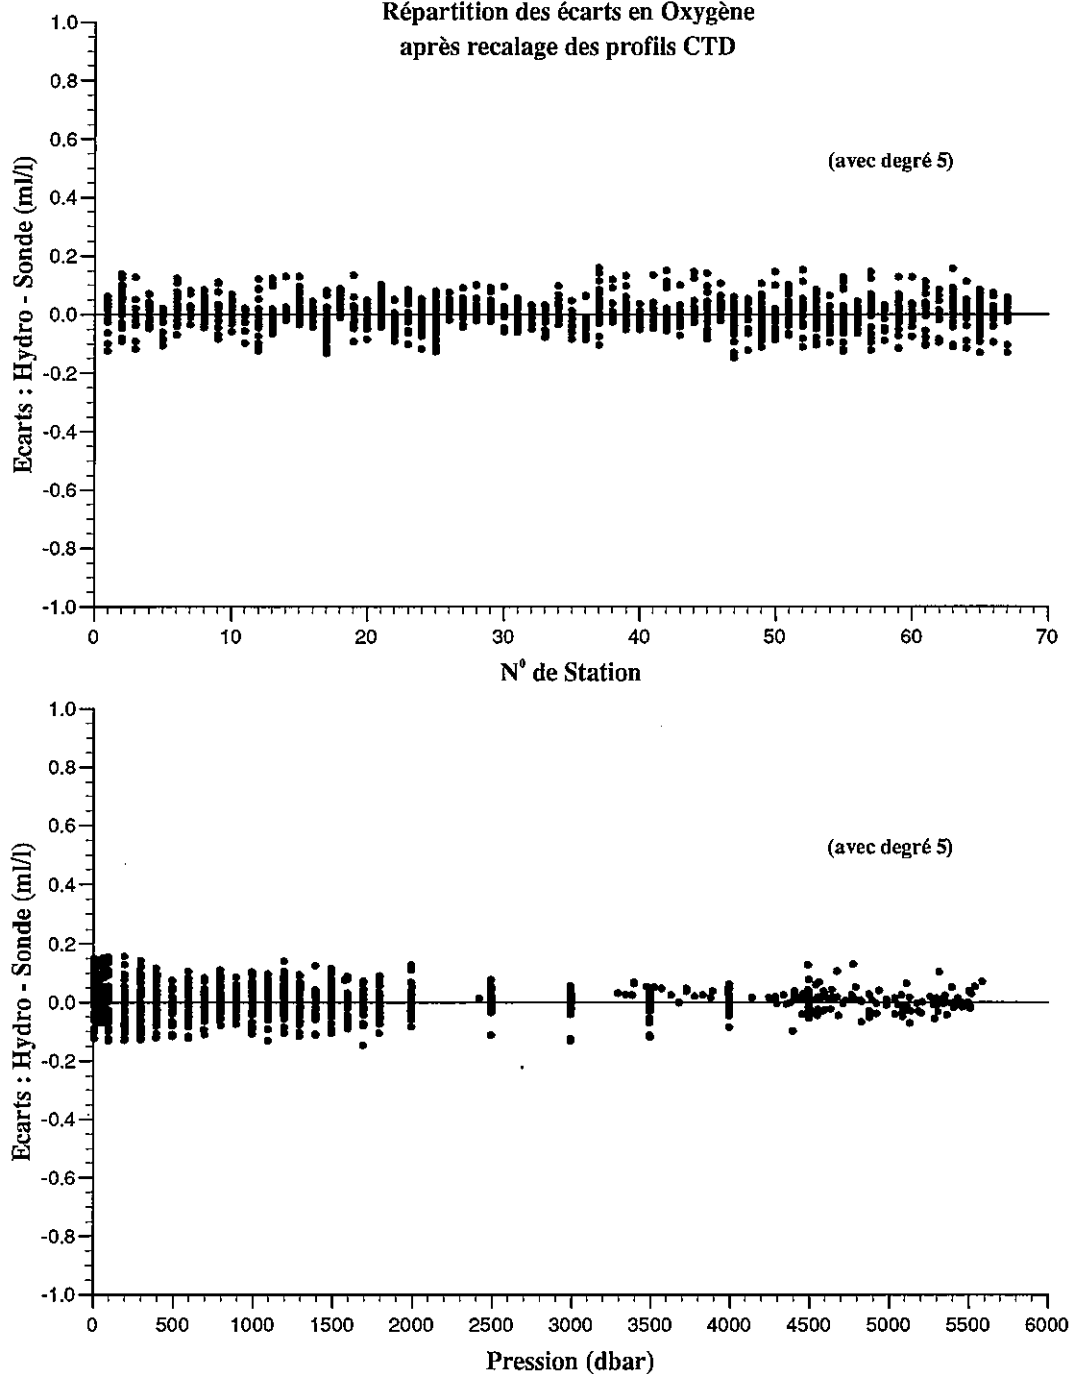 Répartition des écarts en Oxygène
après recalage des profils CTD
1.0
0.8
0.6
0.4
0.2
0.0
-0.2
-0.4
-0.6
-0.8
-1.0
Ecarts : Hydro - Sonde (ml/l)
(avec degré 5)
0 10 20 30 40 50 60 70
N° de Station
1.0
0.8
0.6
0.4
0.2
0.0
-0.2
-0.4
-0.6
-0.8
-1.0
Ecarts : Hydro - Sonde (ml/l)
(avec degré 5)
0 500 1000 1500 2000 2500 3000 3500 4000 4500 5000 5500 6000
Pression (dbar)